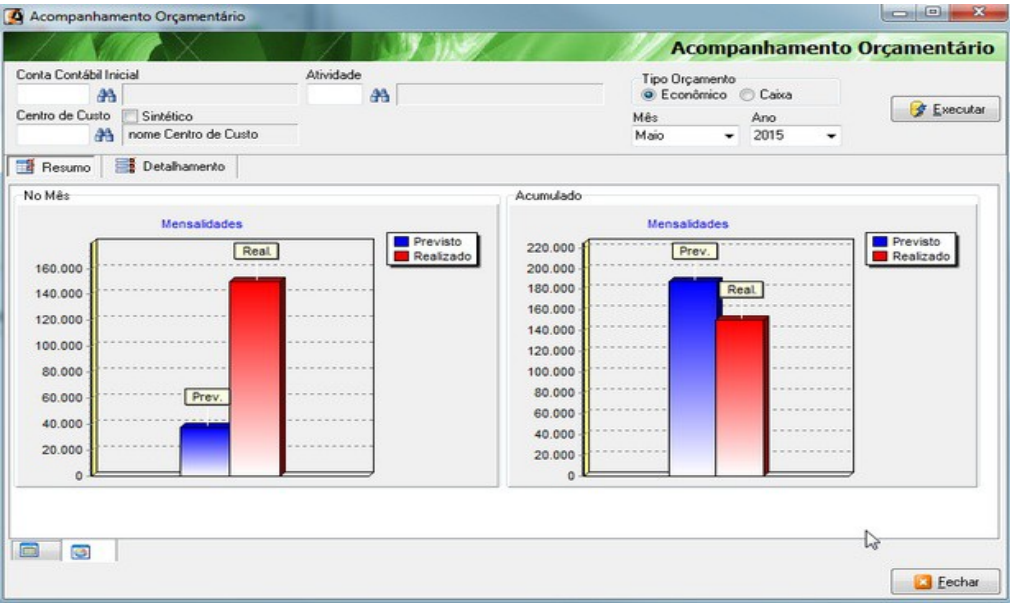 Acompanhamento Orçamentário
Acompanhamento Orçamentário
Conta Contábil Inicial
Atividade
Tipo Orçamento
Econômico
Caixa
Executar
Centro de Custo
Sintético
Mês
Ano
nome Centro de Custo
Maio
2015
Resumo
Detalhamento
No Mês
Mensalidades
Real.
Previsto
Realizado
160.000
140.000
120.000
100.000
80.000
60.000
Prev.
40.000
20.000
0
Acumulado
Mensalidades
Previsto
Realizado
220.000
Prev.
200.000
180.000
Real.
160.000
140.000
120.000
100.000
80.000
60.000
40.000
20.000
0
Fechar